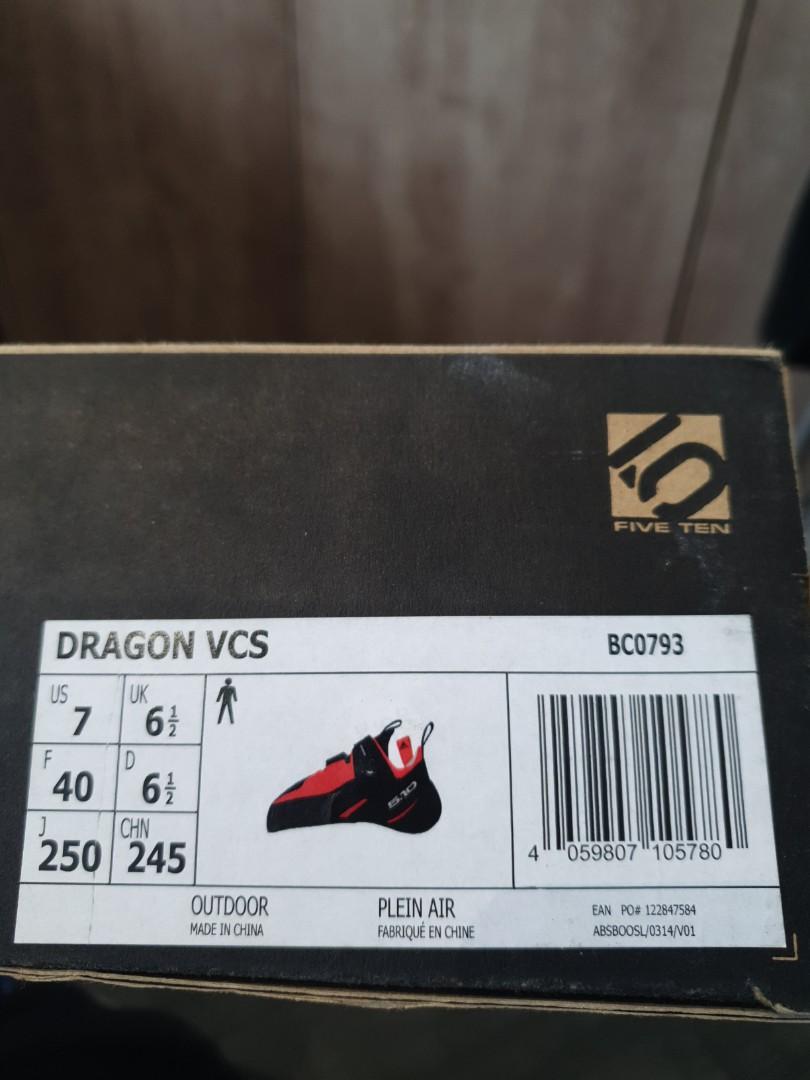 FIVE TEN
DRAGON VCS
BC0793
US 7
UK 6½
F 40
D 6½
J 250
CHN 245
5.10
4 059807 105780
OUTDOOR
MADE IN CHINA
PLEIN AIR
FABRIQUÉ EN CHINE
EAN PO# 122847584
ABSBOOSL/0314/V01